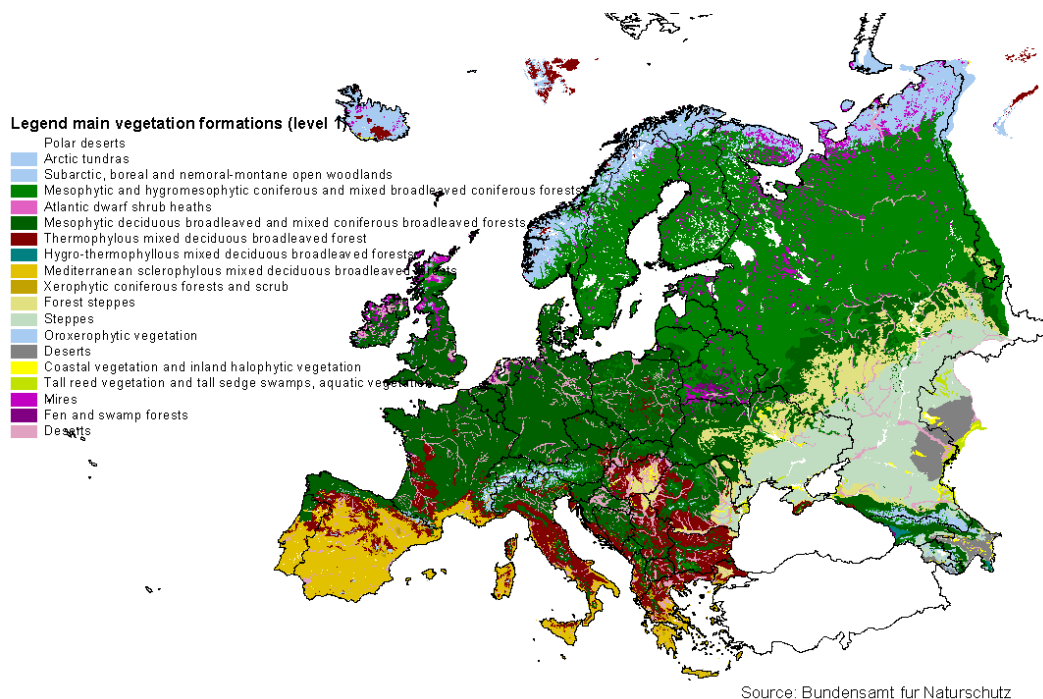 Legend main vegetation formations (level 1)
Polar deserts
Arctic tundras
Subarctic, boreal and nemoral-montane open woodlands
Mesophytic and hygromesophytic coniferous and mixed broadleaved coniferous forests
Atlantic dwarf shrub heaths
Mesophytic deciduous broadleaved and mixed coniferous broadleaved forests
Thermophylous mixed deciduous broadleaved forest
Hygro-thermophyllous mixed deciduous broadleaved forests
Mediterranean sclerophylous mixed deciduous broadleaved forests
Xerophytic coniferous forests and scrub
Forest steppes
Steppes
Oroxerophytic vegetation
Deserts
Coastal vegetation and inland halophytic vegetation
Tall reed vegetation and tall sedge swamps, aquatic vegetation
Mires
Fen and swamp forests
Deserts
Source: Bundesamt fur Naturschutz